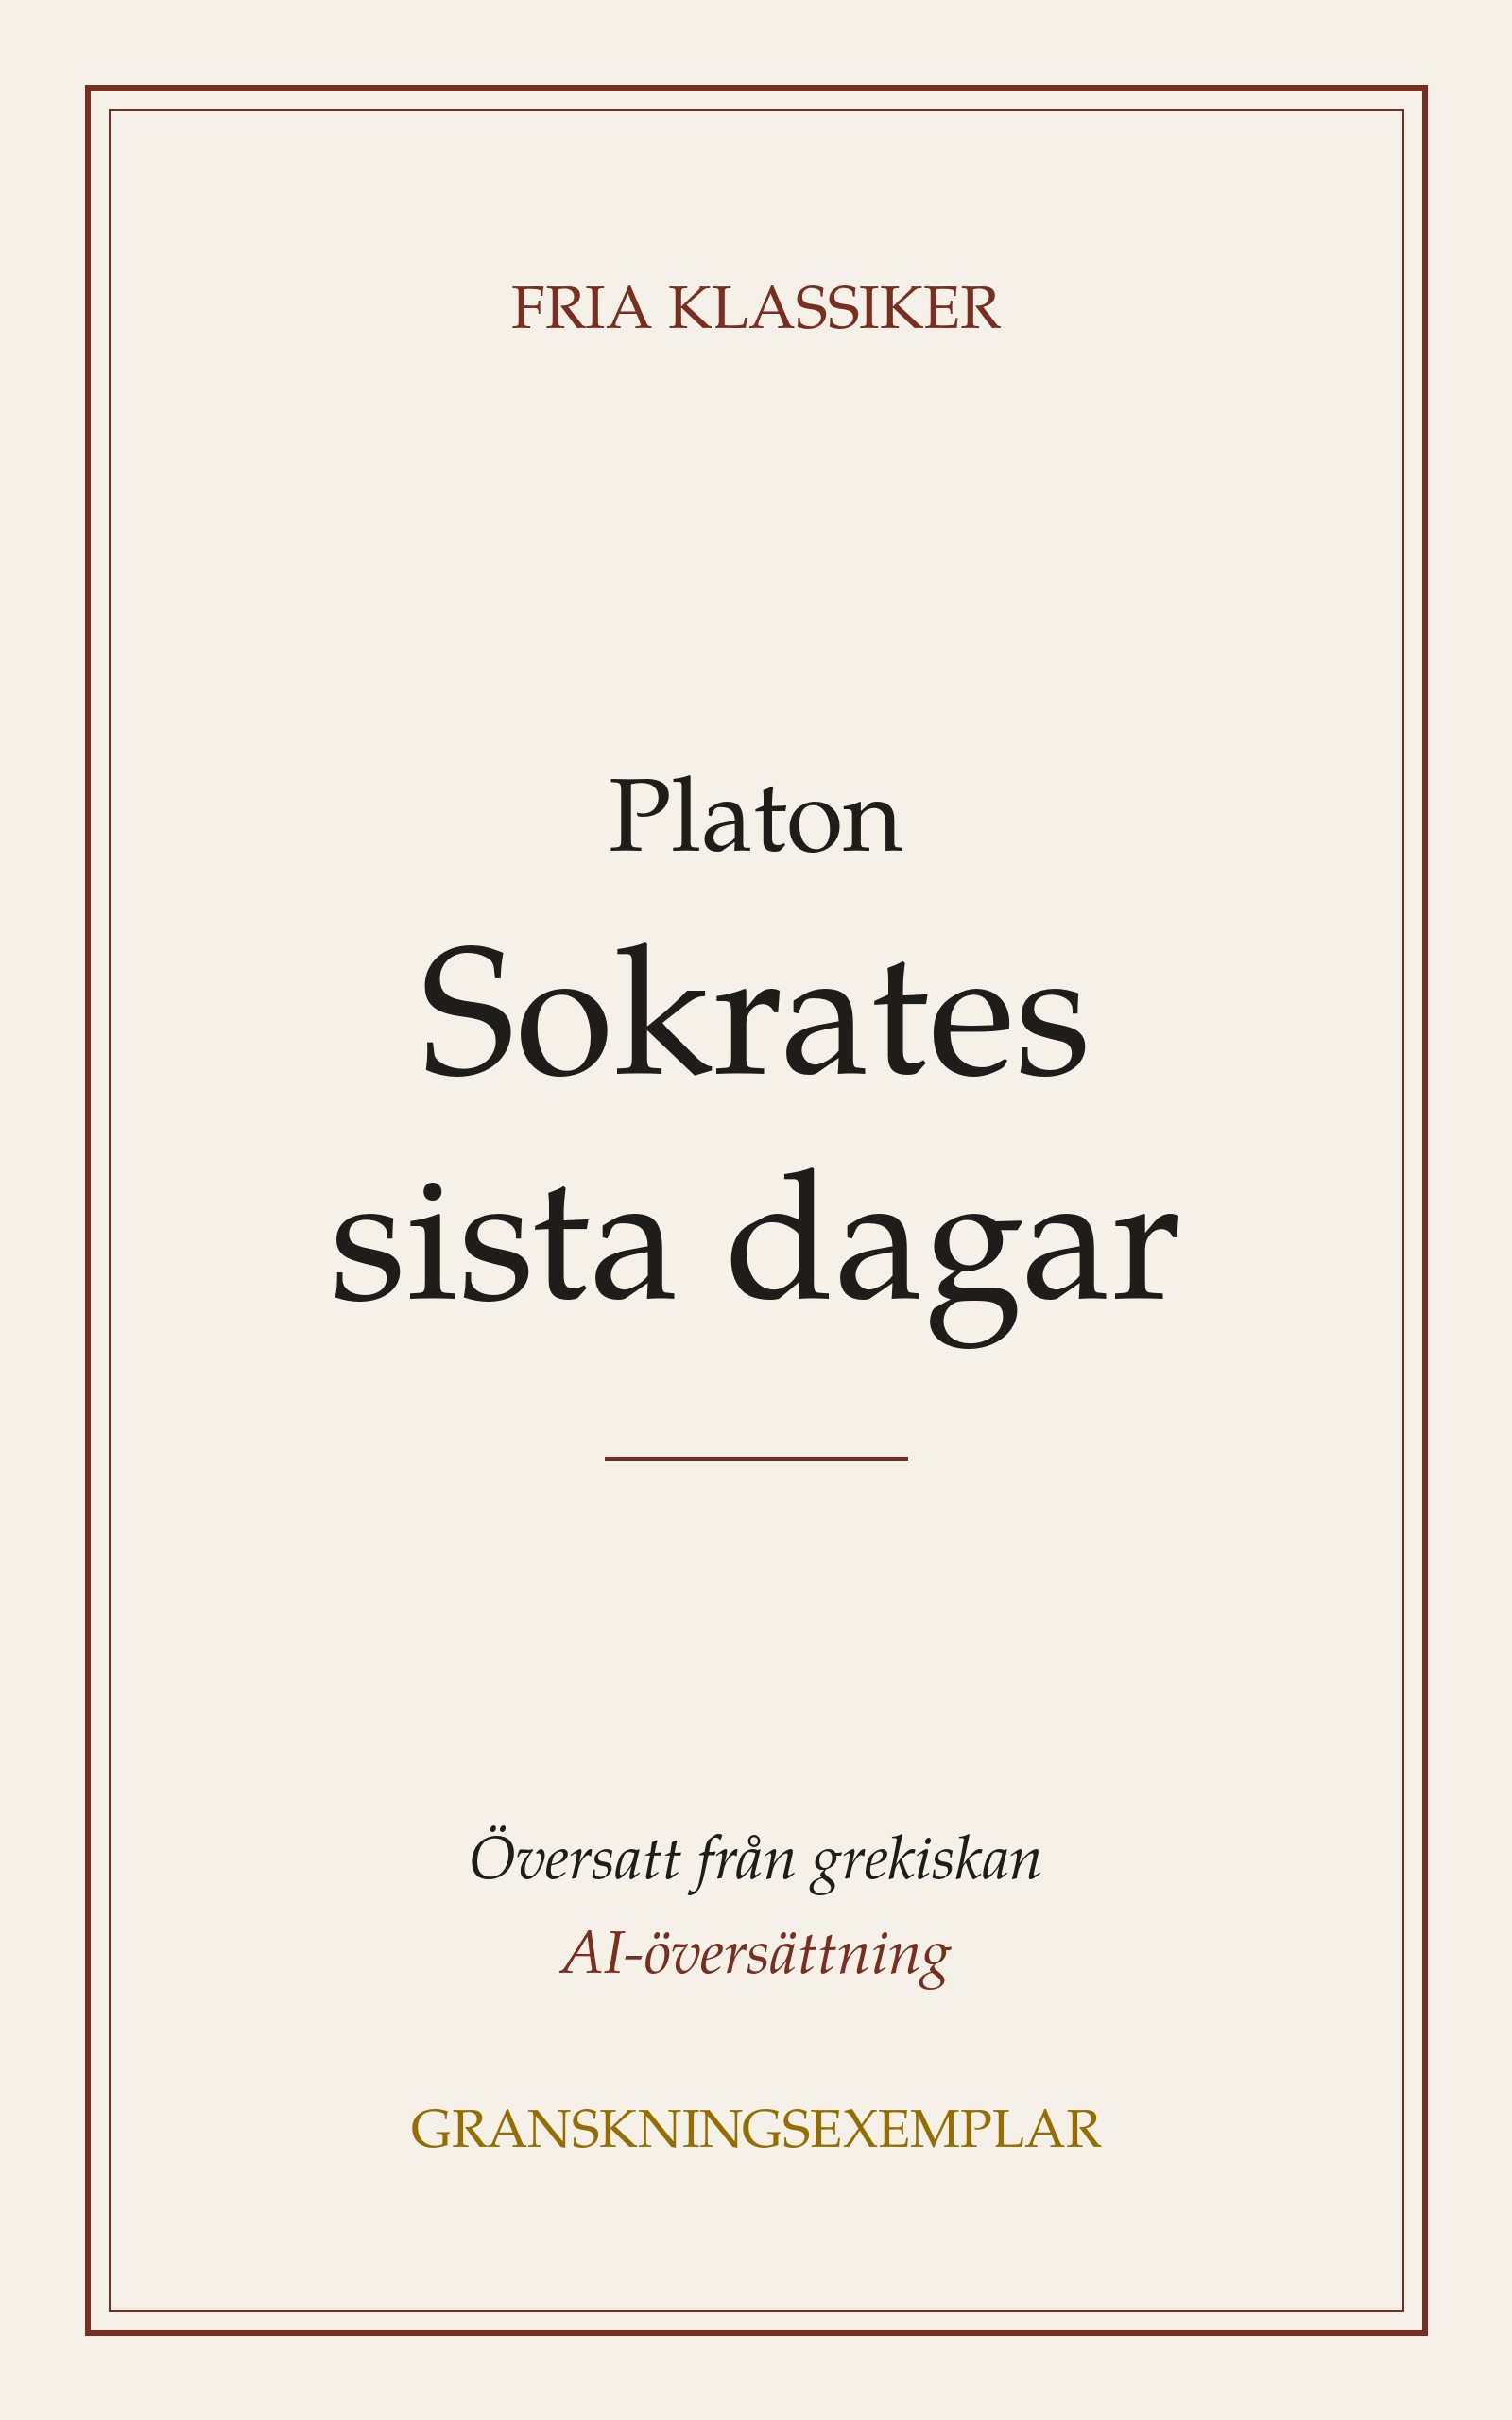 FRIA KLASSIKER
Platon
Sokrates
sista dagar
Översatt från grekiskan
AI-översättning
GRANSKNINGSEXEMPLAR